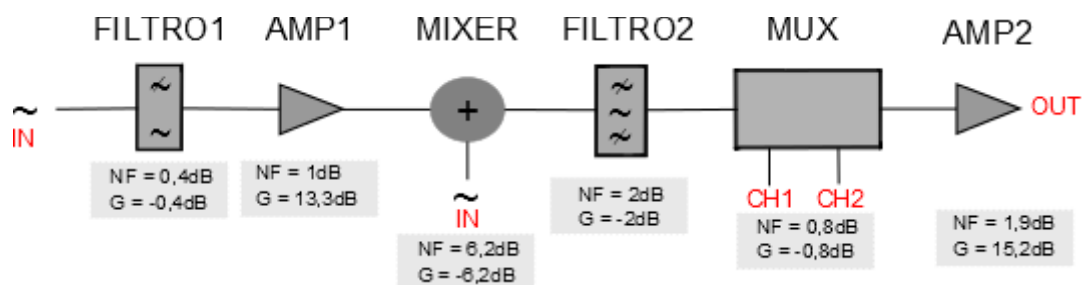 FILTRO1 AMP1 MIXER FILTRO2 MUX AMP2
~ IN
OUT
NF = 0,4dB
G = -0,4dB
NF = 1dB
G = 13,3dB
~ IN
NF = 6,2dB
G = -6,2dB
NF = 2dB
G = -2dB
CH1 CH2
NF = 0,8dB
G = -0,8dB
NF = 1,9dB
G = 15,2dB